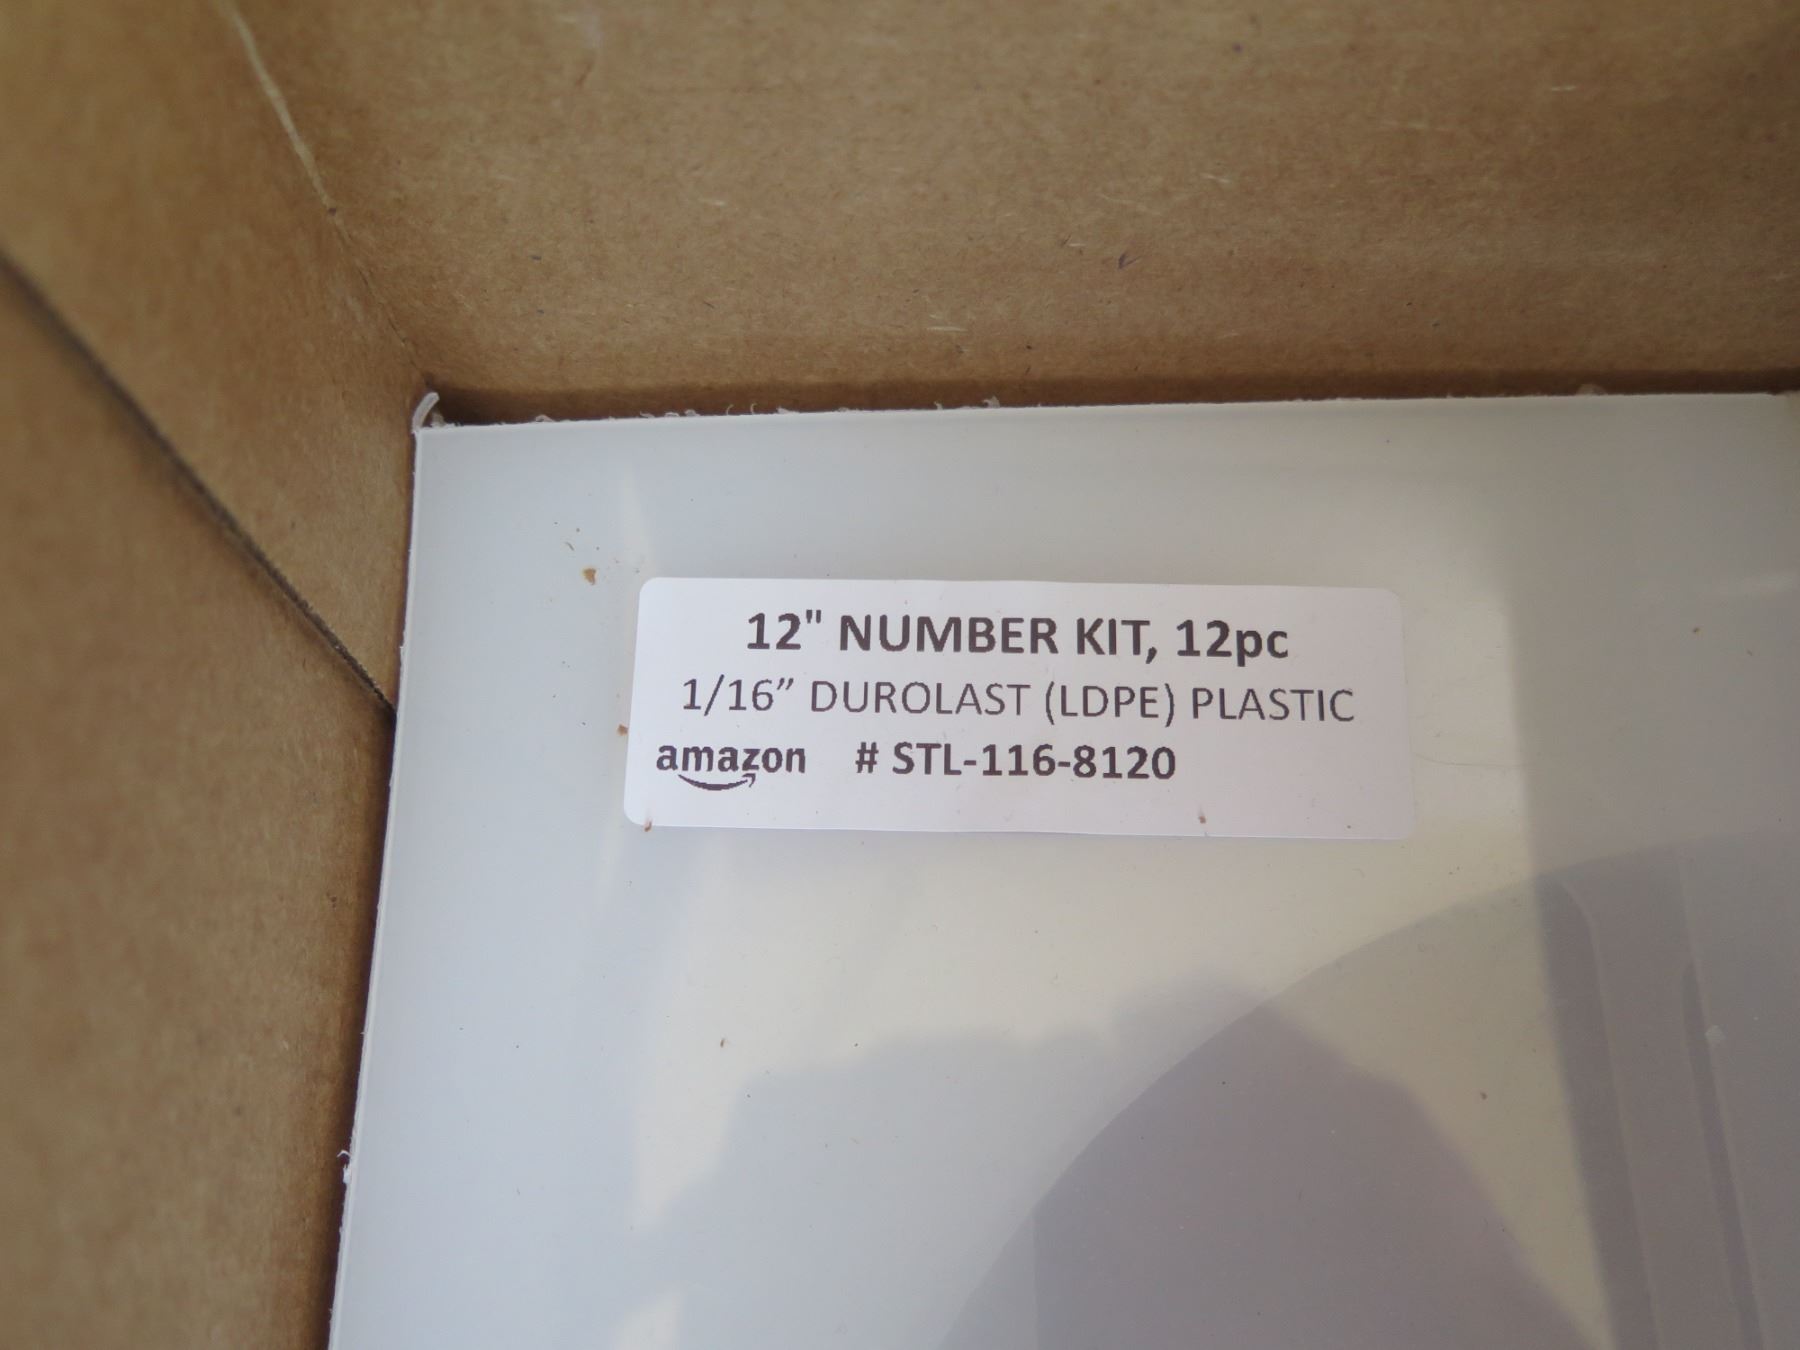 12" NUMBER KIT, 12pc
1/16” DUROLAST (LDPE) PLASTIC
amazon # STL-116-8120